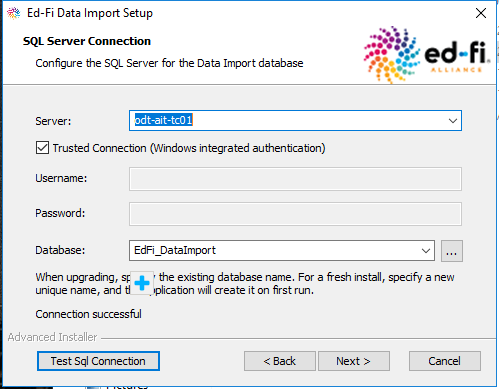 Ed-Fi Data Import Setup
SQL Server Connection
Configure the SQL Server for the Data Import database
ed-fi
ALLIANCE
Server:
odt-ait-tc01
Trusted Connection (Windows integrated authentication)
Username:
Password:
Database:
EdFi_DataImport
...
When upgrading, sp the existing database name. For a fresh install, specify a new
unique name, and th pplication will create it on first run.
Connection successful
Advanced Installer
Test Sql Connection
< Back
Next >
Cancel
Pictures